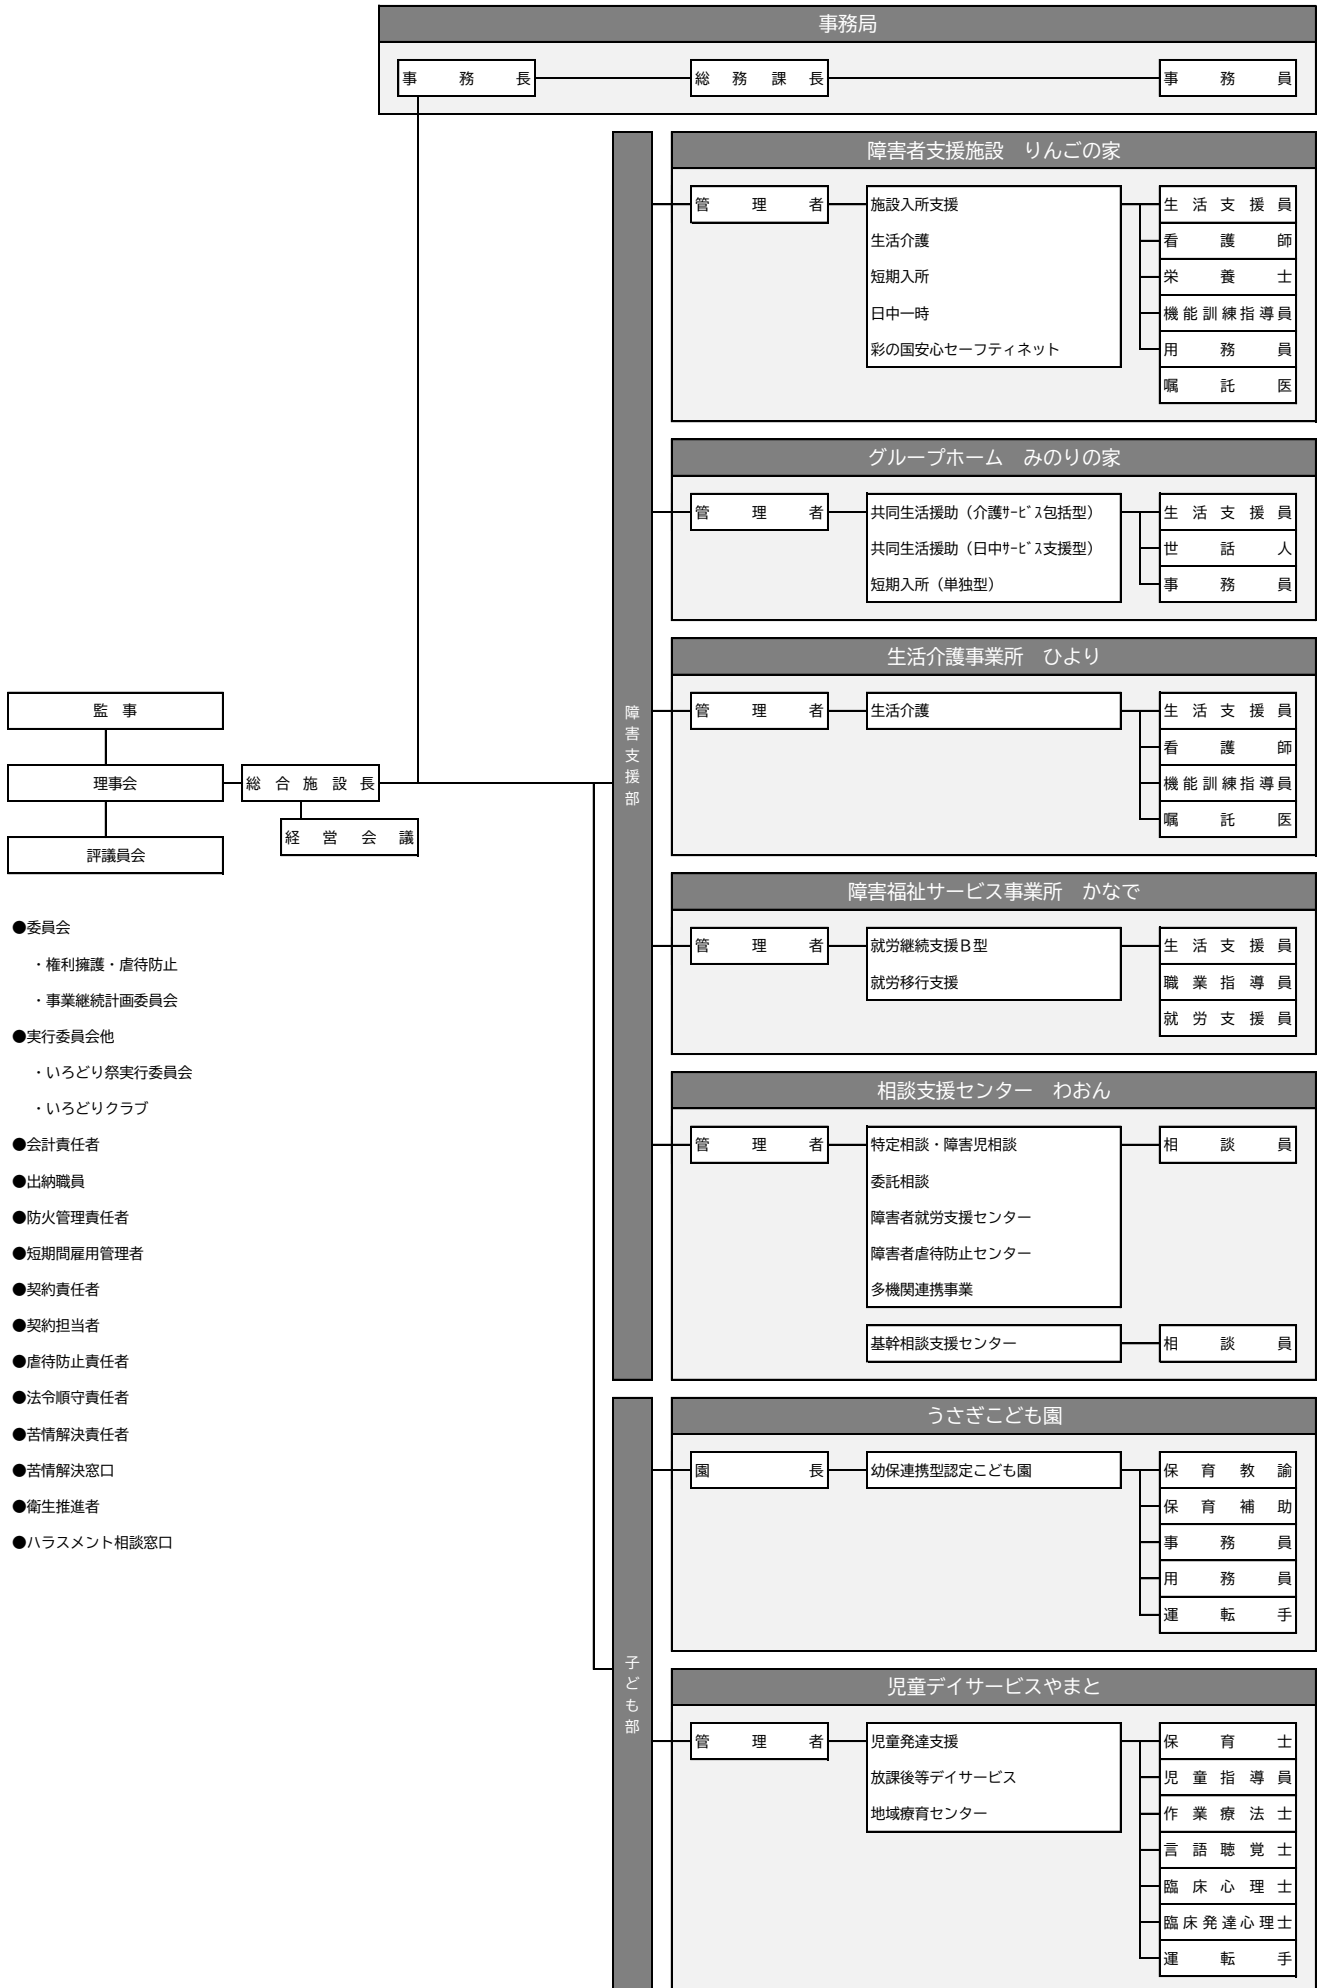 事務局
事務長
総務課長
事務員
障害支援部
障害者支援施設　りんごの家
管理者
施設入所支援
生活介護
短期入所
日中一時
彩の国安心セーフティネット
生活支援員
看護師
栄養士
機能訓練指導員
用務員
嘱託医
グループホーム　みのりの家
管理者
共同生活援助（介護ｻｰﾋﾞｽ包括型）
共同生活援助（日中ｻｰﾋﾞｽ支援型）
短期入所（単独型）
生活支援員
世話人
事務員
生活介護事業所　ひより
管理者
生活介護
生活支援員
看護師
機能訓練指導員
嘱託医
監　事
理事会
評議員会
総合施設長
経営会議
障害福祉サービス事業所　かなで
管理者
就労継続支援Ｂ型
就労移行支援
生活支援員
職業指導員
就労支援員
相談支援センター　わおん
管理者
特定相談・障害児相談
委託相談
障害者就労支援センター
障害者虐待防止センター
多機関連携事業
相談員
基幹相談支援センター
相談員
●委員会
・権利擁護・虐待防止
・事業継続計画委員会
●実行委員会他
・いろどり祭実行委員会
・いろどりクラブ
●会計責任者
●出納職員
●防火管理責任者
●短期間雇用管理者
●契約責任者
●契約担当者
●虐待防止責任者
●法令順守責任者
●苦情解決責任者
●苦情解決窓口
●衛生推進者
●ハラスメント相談窓口
子ども部
うさぎこども園
園長
幼保連携型認定こども園
保育教諭
保育補助
事務員
用務員
運転手
児童デイサービスやまと
管理者
児童発達支援
放課後等デイサービス
地域療育センター
保育士
児童指導員
作業療法士
言語聴覚士
臨床心理士
臨床発達心理士
運転手